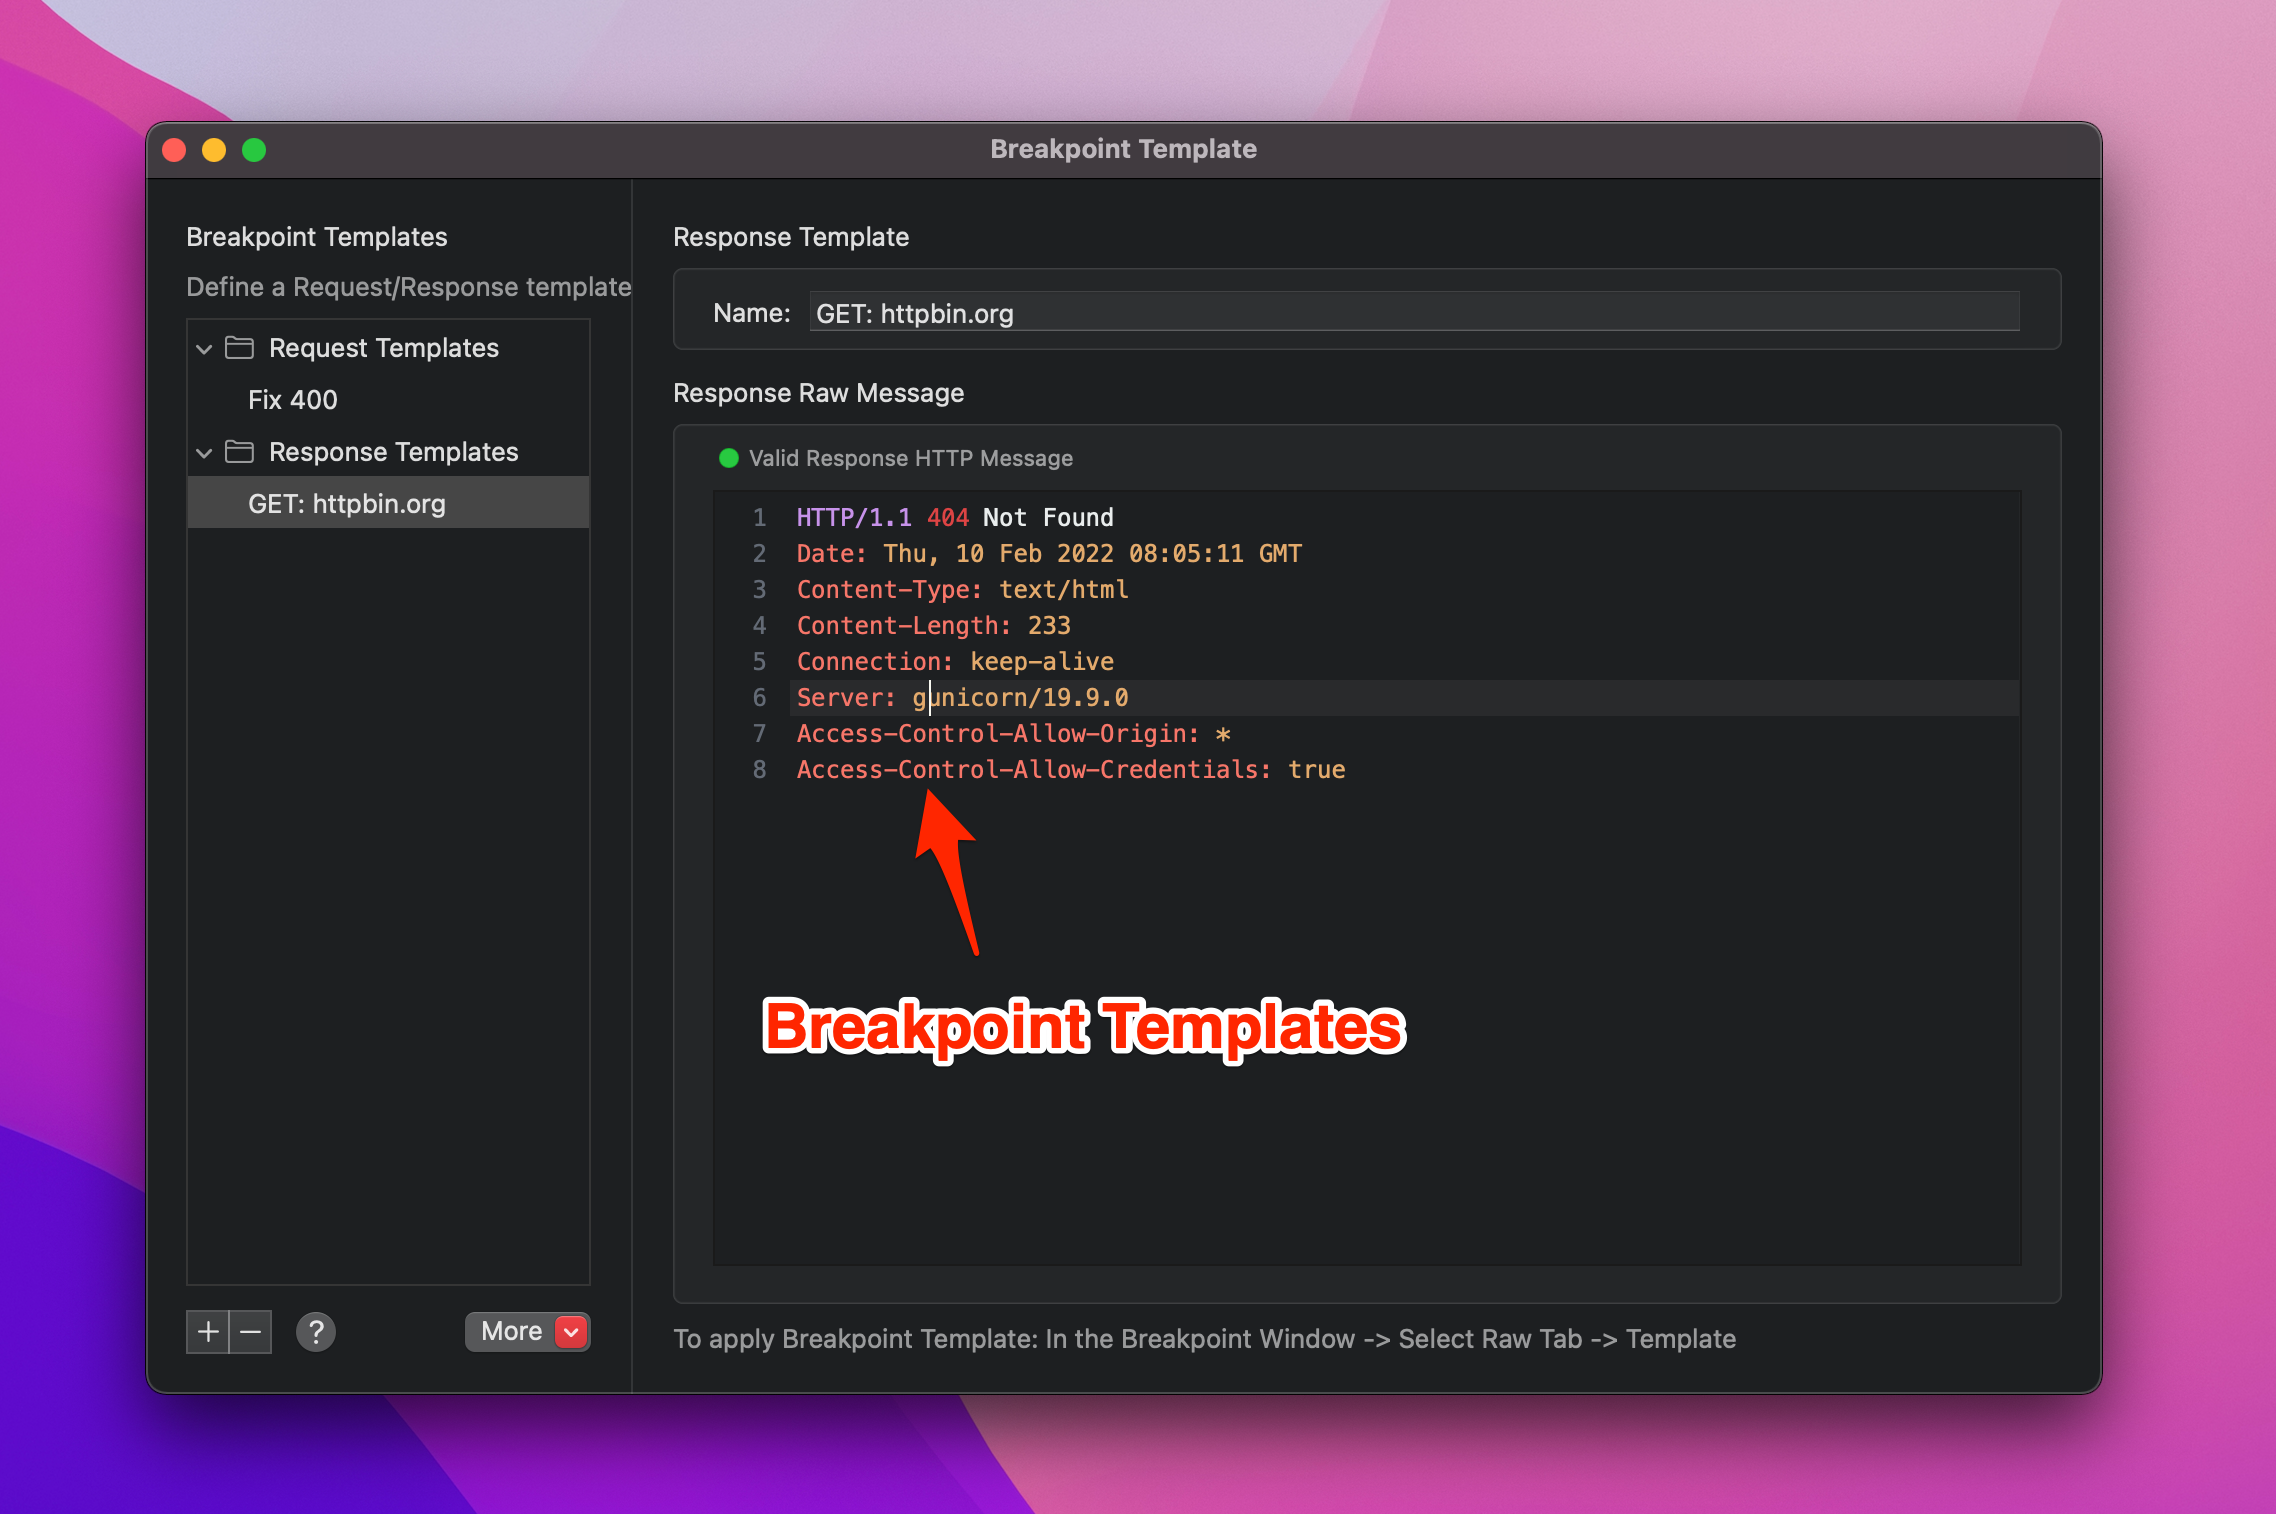 Breakpoint Template
Breakpoint Templates
Define a Request/Response template
Request Templates
Fix 400
Response Templates
GET: httpbin.org
More
Response Template
Name: GET: httpbin.org
Response Raw Message
Valid Response HTTP Message
1 HTTP/1.1 404 Not Found
2 Date: Thu, 10 Feb 2022 08:05:11 GMT
3 Content-Type: text/html
4 Content-Length: 233
5 Connection: keep-alive
6 Server: gunicorn/19.9.0
7 Access-Control-Allow-Origin: *
8 Access-Control-Allow-Credentials: true
Breakpoint Templates
To apply Breakpoint Template: In the Breakpoint Window -> Select Raw Tab -> Template